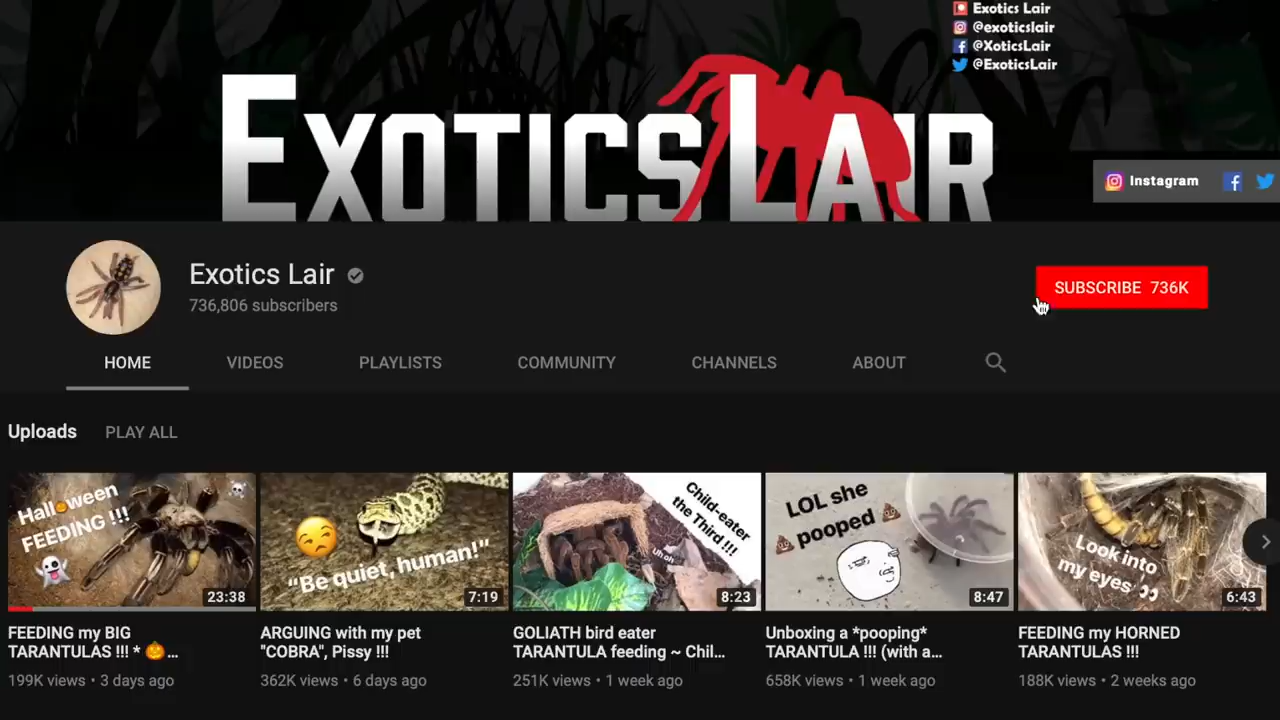 Exotics Lair
@exoticslair
@XoticsLair
@ExoticsLair
EXOTICSLAIR
Instagram
Exotics Lair
736,806 subscribers
SUBSCRIBE 736K
HOME VIDEOS PLAYLISTS COMMUNITY CHANNELS ABOUT
Uploads PLAY ALL
Halloween
FEEDING !!!
23:38
"Be quiet, human!"
7:19
Child-eater
the Third !!!
Uh oh
8:23
LOL she
pooped
8:47
Look into
my eyes
6:43
FEEDING my BIG
TARANTULAS !!! * 🎃 ...
199K views • 3 days ago
ARGUING with my pet
"COBRA", Pissy !!!
362K views • 6 days ago
GOLIATH bird eater
TARANTULA feeding ~ Chil...
251K views • 1 week ago
Unboxing a *pooping*
TARANTULA !!! (with a...
658K views • 1 week ago
FEEDING my HORNED
TARANTULAS !!!
188K views • 2 weeks ago